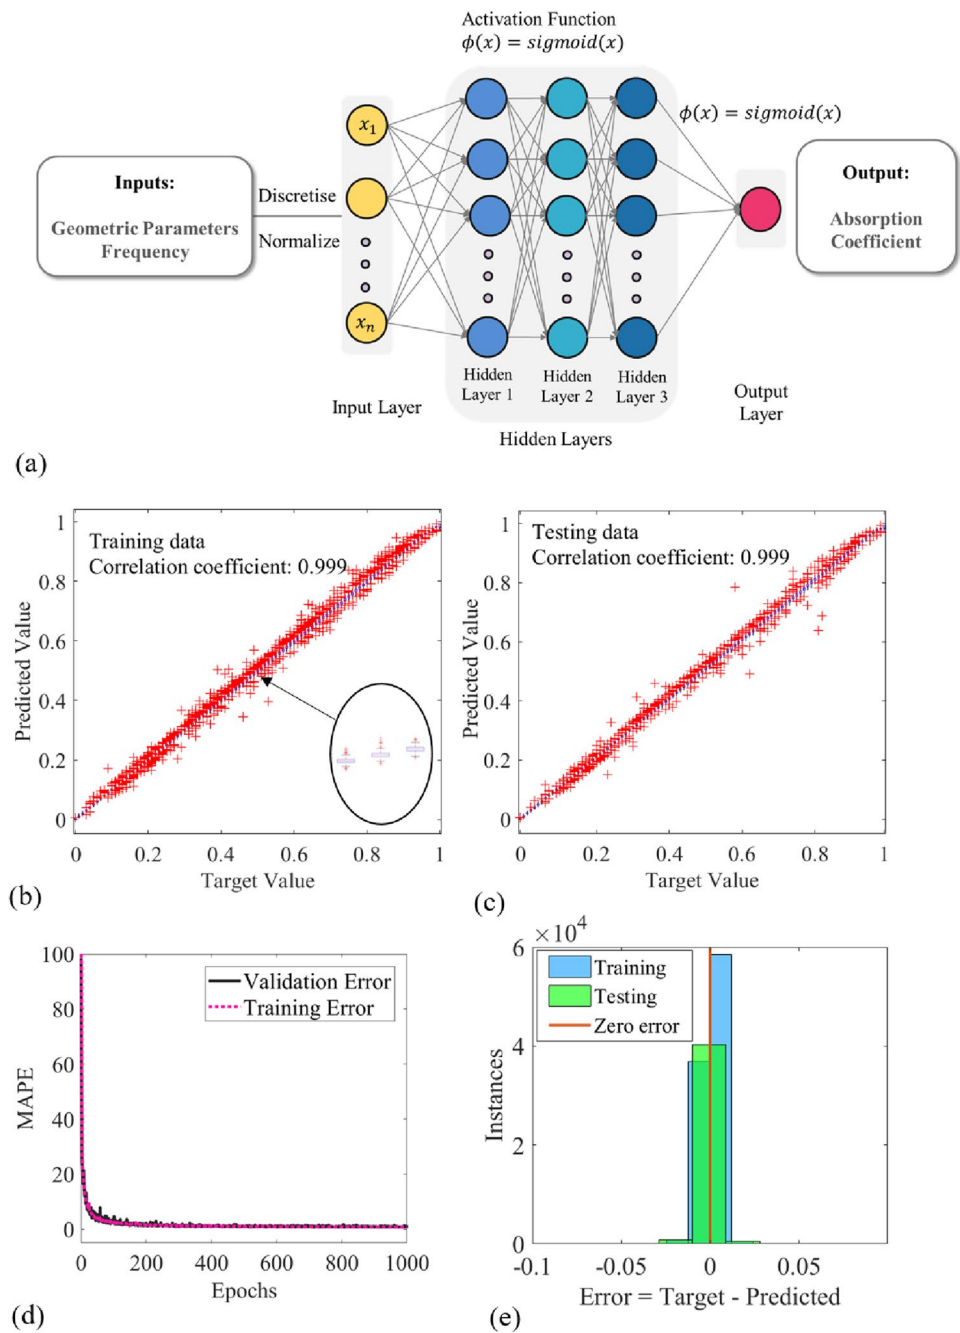 Activation Function
ϕ(x) = sigmoid(x)
ϕ(x) = sigmoid(x)
x1
Inputs:
Geometric Parameters
Frequency
Discretise
Normalize
xn
Output:
Absorption
Coefficient
Hidden
Layer 1
Hidden
Layer 2
Hidden
Layer 3
Input Layer
Output
Layer
Hidden Layers
(a)
Training data
Correlation coefficient: 0.999
Predicted Value
1
0.8
0.6
0.4
0.2
0
0 0.2 0.4 0.6 0.8 1
Target Value
(b)
Testing data
Correlation coefficient: 0.999
Predicted Value
1
0.8
0.6
0.4
0.2
0
0 0.2 0.4 0.6 0.8 1
Target Value
(c)
MAPE
100
80
60
40
20
0
Validation Error
Training Error
0 200 400 600 800 1000
Epochs
(d)
×10^4
Instances
6
4
2
0
Training
Testing
Zero error
-0.1 -0.05 0 0.05
Error = Target - Predicted
(e)